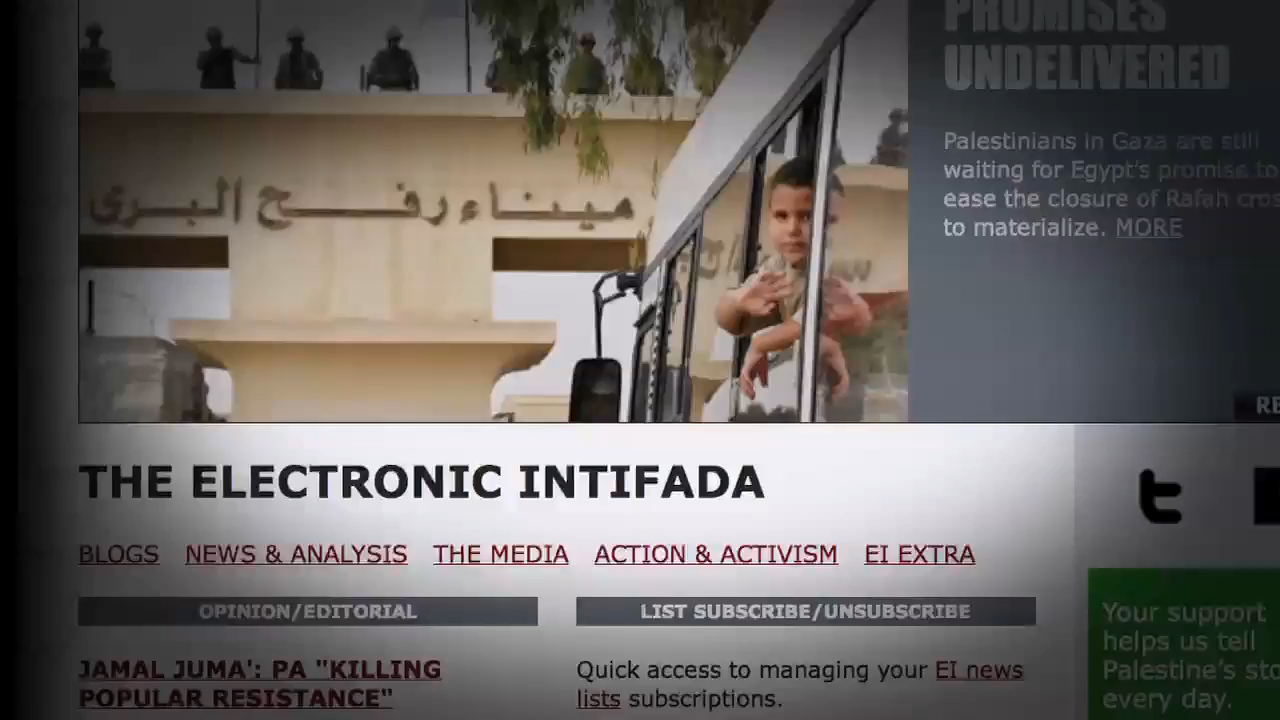 PROMISES
UNDELIVERED
ميناء رفح البرى
Palestinians in Gaza are still
waiting for Egypt's promise to
ease the closure of Rafah
to materialize. MORE
THE ELECTRONIC INTIFADA
BLOGS NEWS & ANALYSIS THE MEDIA ACTION & ACTIVISM EI EXTRA
OPINION/EDITORIAL
LIST SUBSCRIBE/UNSUBSCRIBE
JAMAL JUMA': PA "KILLING
POPULAR RESISTANCE"
Quick access to managing your EI news
lists subscriptions.
Your support
helps us tell
Palestine's
every day.